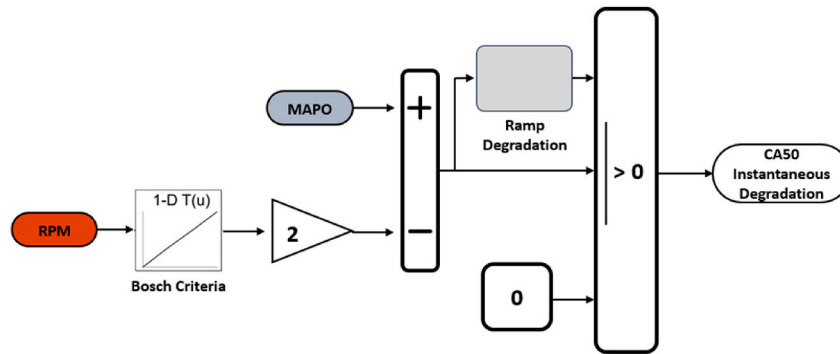 MAPO
+
Ramp
Degradation
> 0
CA50
Instantaneous
Degradation
1-D T(u)
RPM
2
−
Bosch Criteria
0